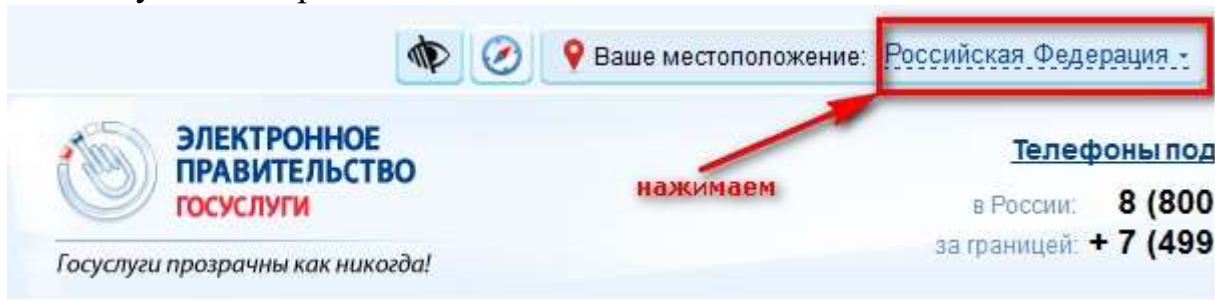 Ваше местоположение: Российская Федерация
ЭЛЕКТРОННОЕ
ПРАВИТЕЛЬСТВО
ГОСУСЛУГИ
Госуслуги прозрачны как никогда!
нажимаем
Телефоны под
в России: 8 (800
за границей: + 7 (499